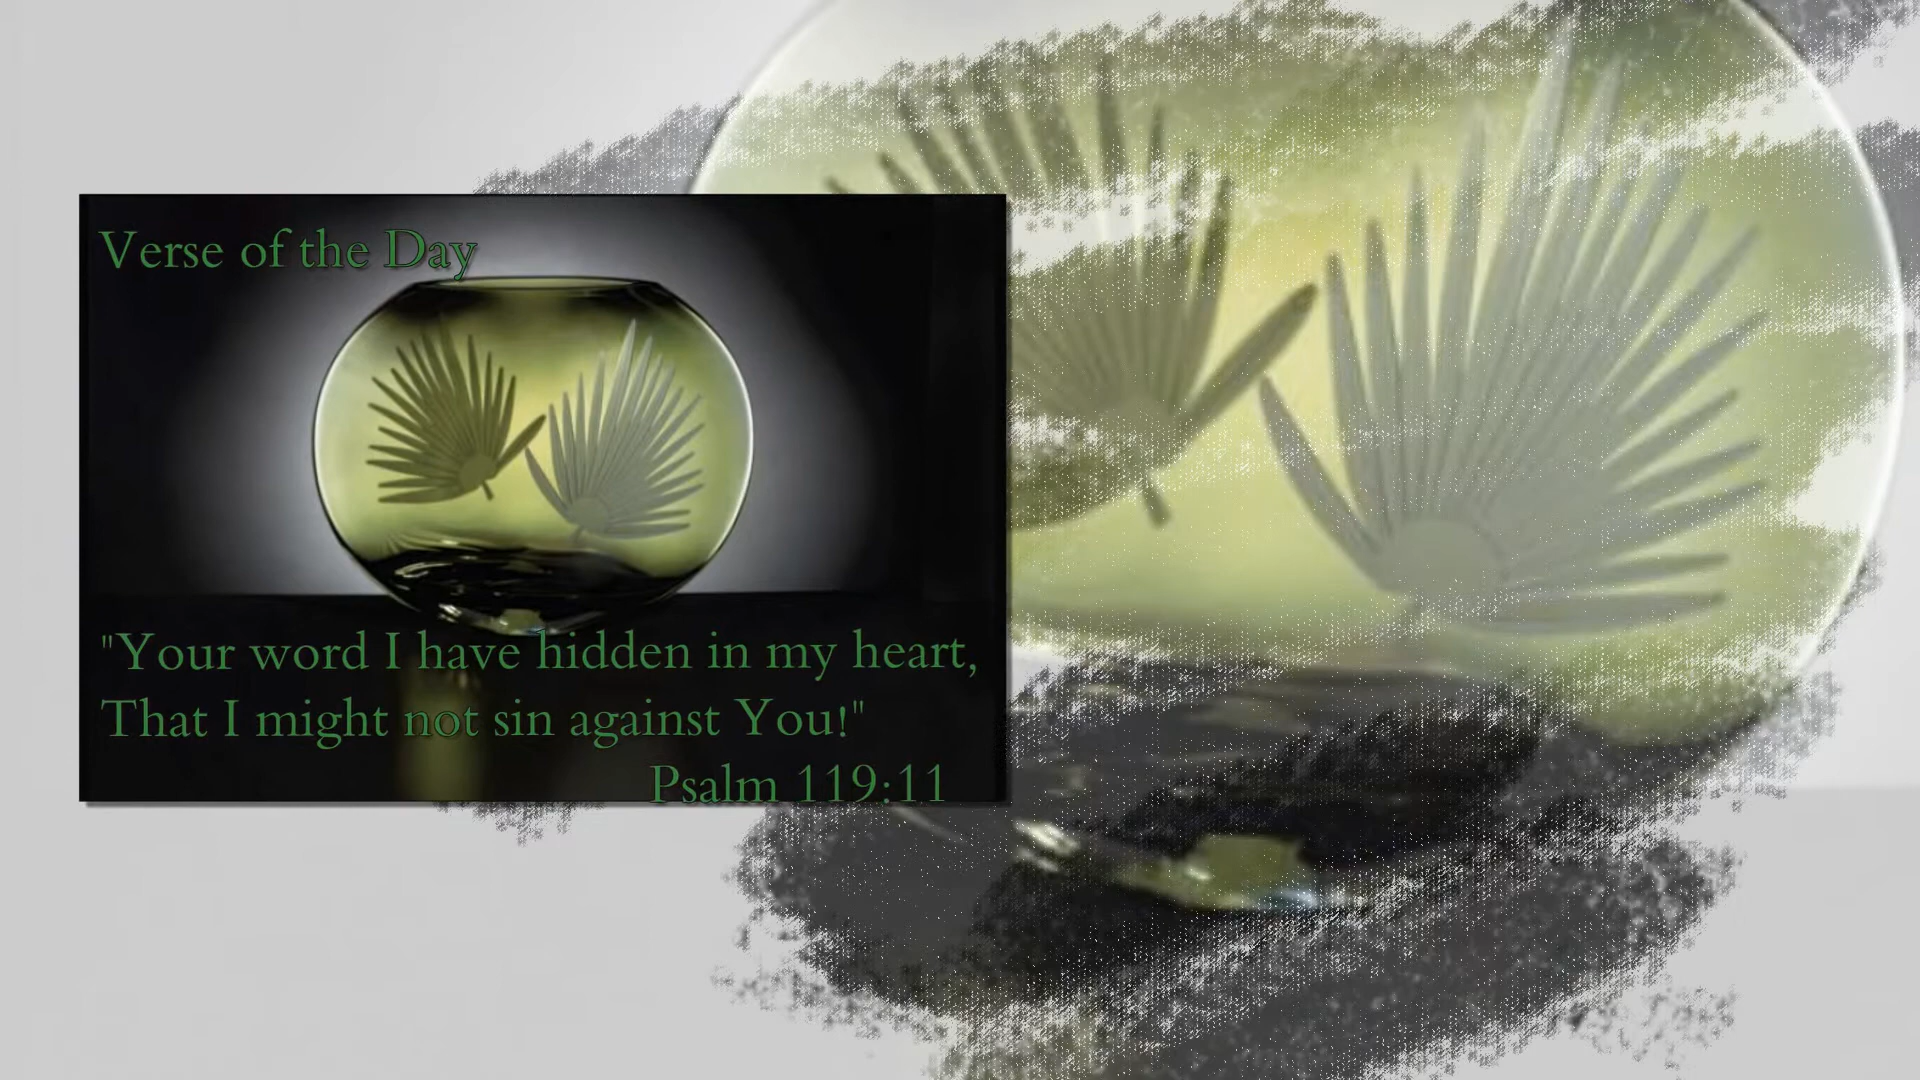 Verse of the Day
"Your word I have hidden in my heart,
That I might not sin against You!"
Psalm 119:11